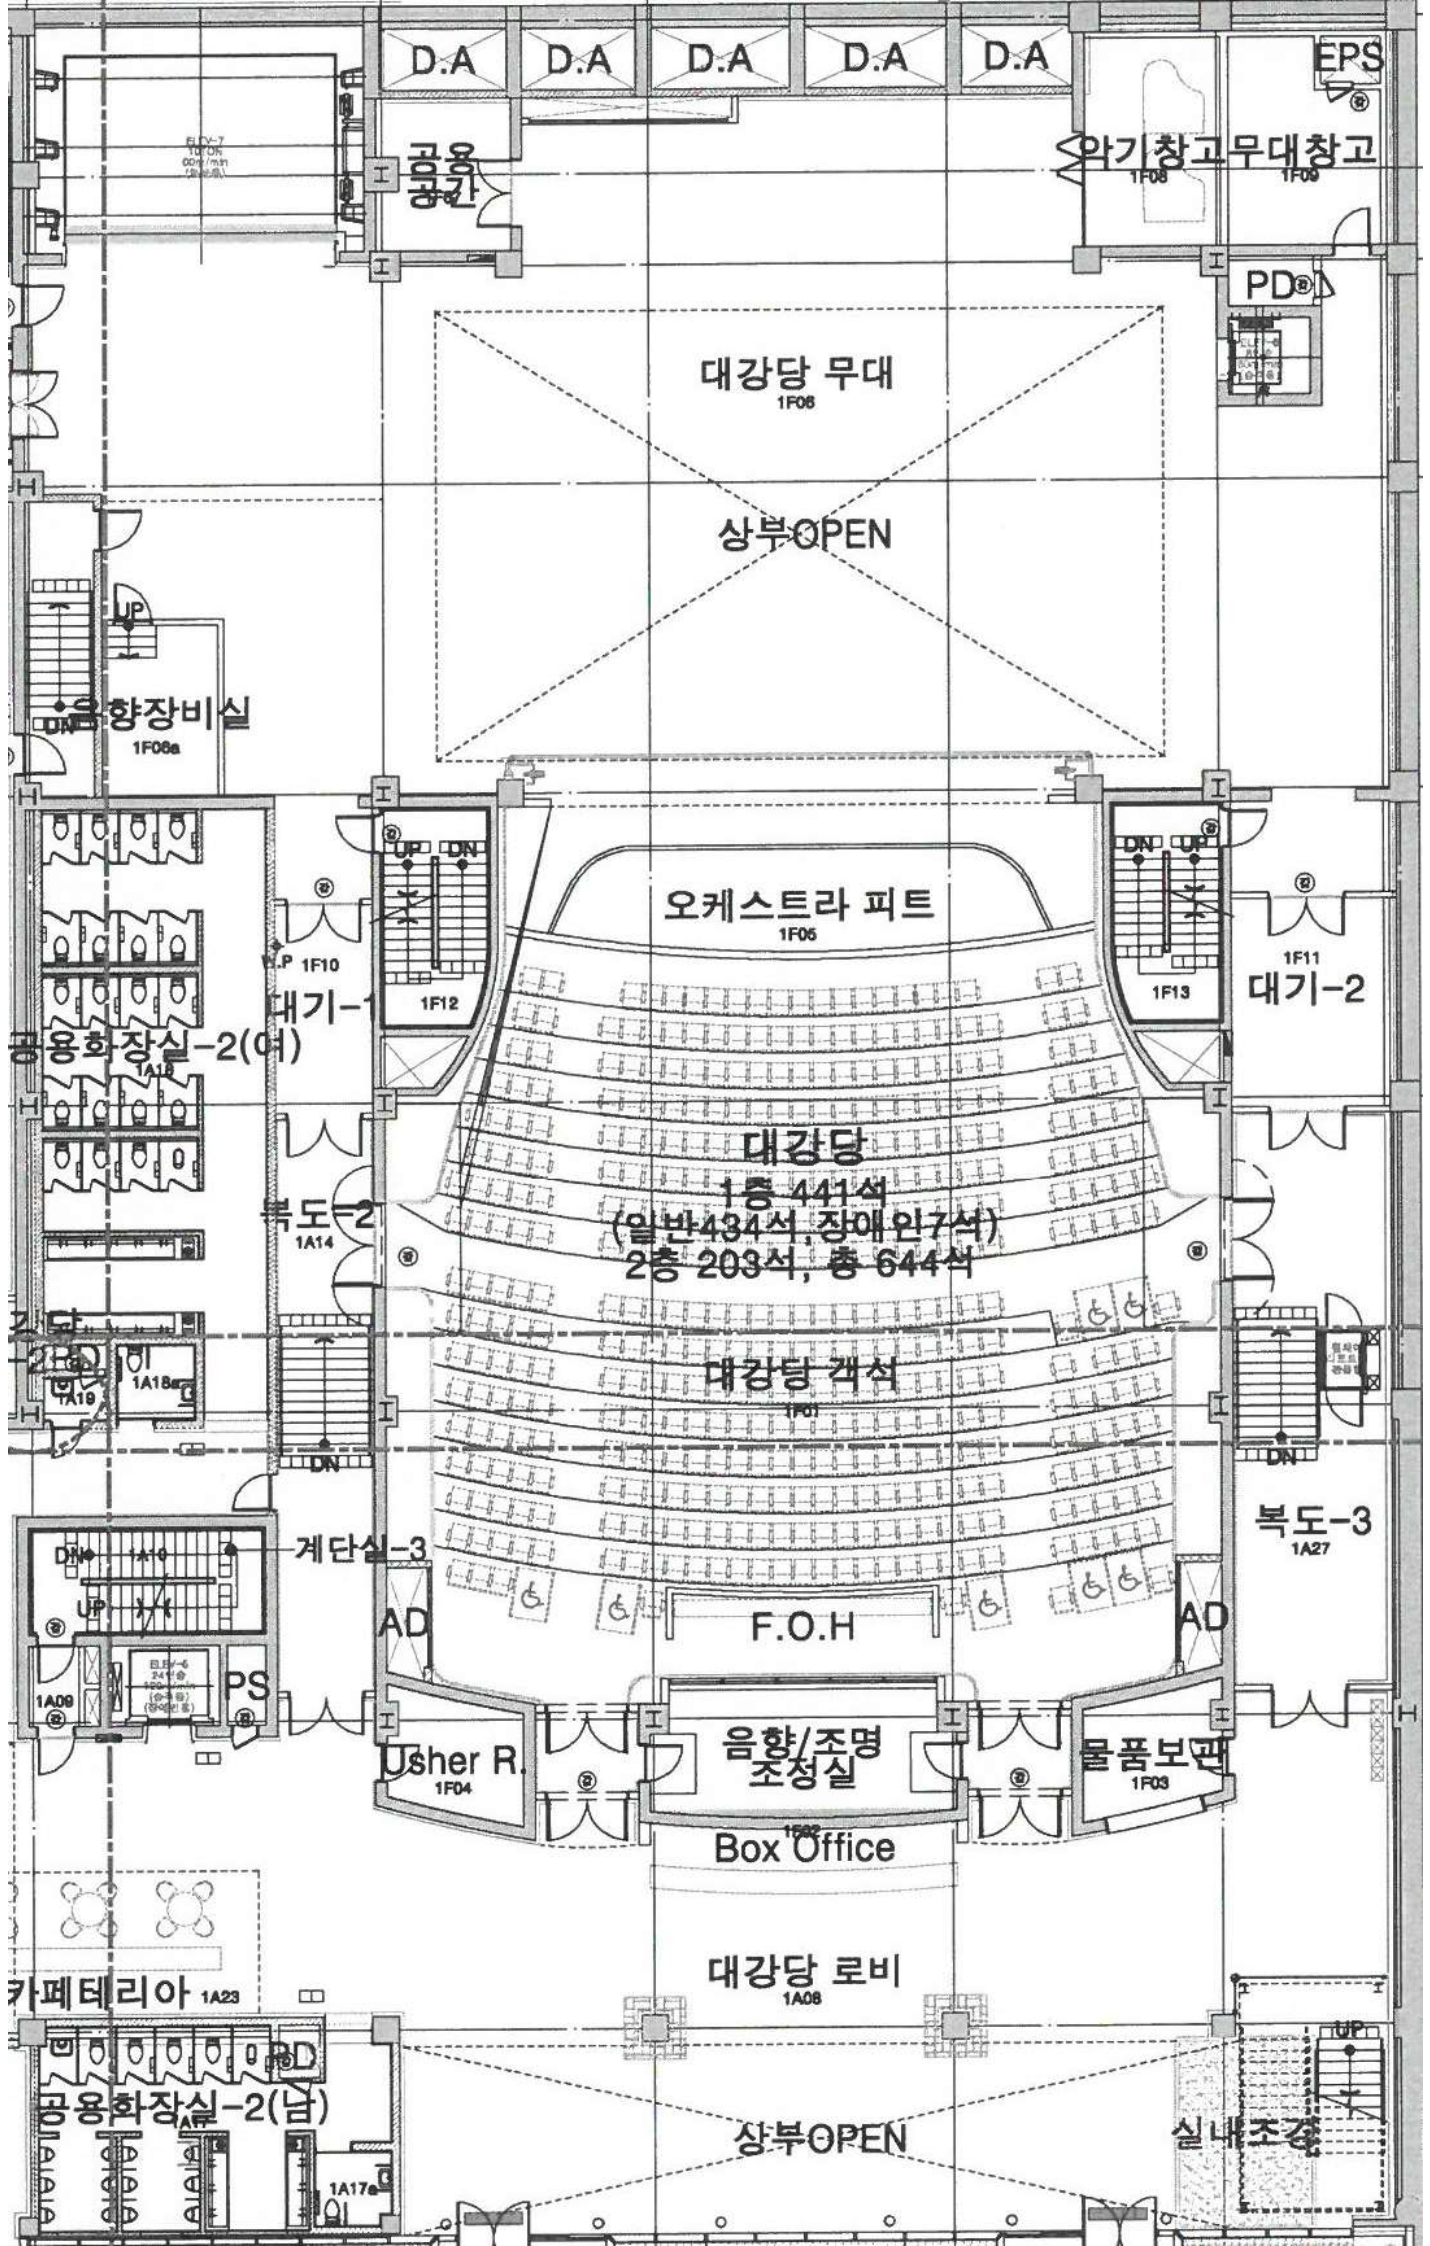 D.A
D.A
D.A
D.A
D.A
EPS
공용
공간
악기창고
1F08
무대창고
1F09
PD
대강당 무대
1F06
상부OPEN
UP
DN
음향장비실
1F06a
UP
DN
DN
UP
오케스트라 피트
1F05
W.P
1F10
대기-1
1F12
1F13
1F11
대기-2
공용화장실-2(여)
1A18
대강당
1층 441석
(일반434석,장애인7석)
2층 203석, 총 644석
복도-2
1A14
대강당 객석
1F01
1A19
1A18a
DN
DN
복도-3
1A27
DN
1A10
계단실-3
UP
AD
F.O.H
AD
1A09
PS
Usher R.
1F04
음향/조명
조정실
1F02
물품보관
1F03
Box Office
대강당 로비
1A08
카페테리아 1A23
UP
PD
공용화장실-2(남)
1A17
상부OPEN
실내조경
1A17a